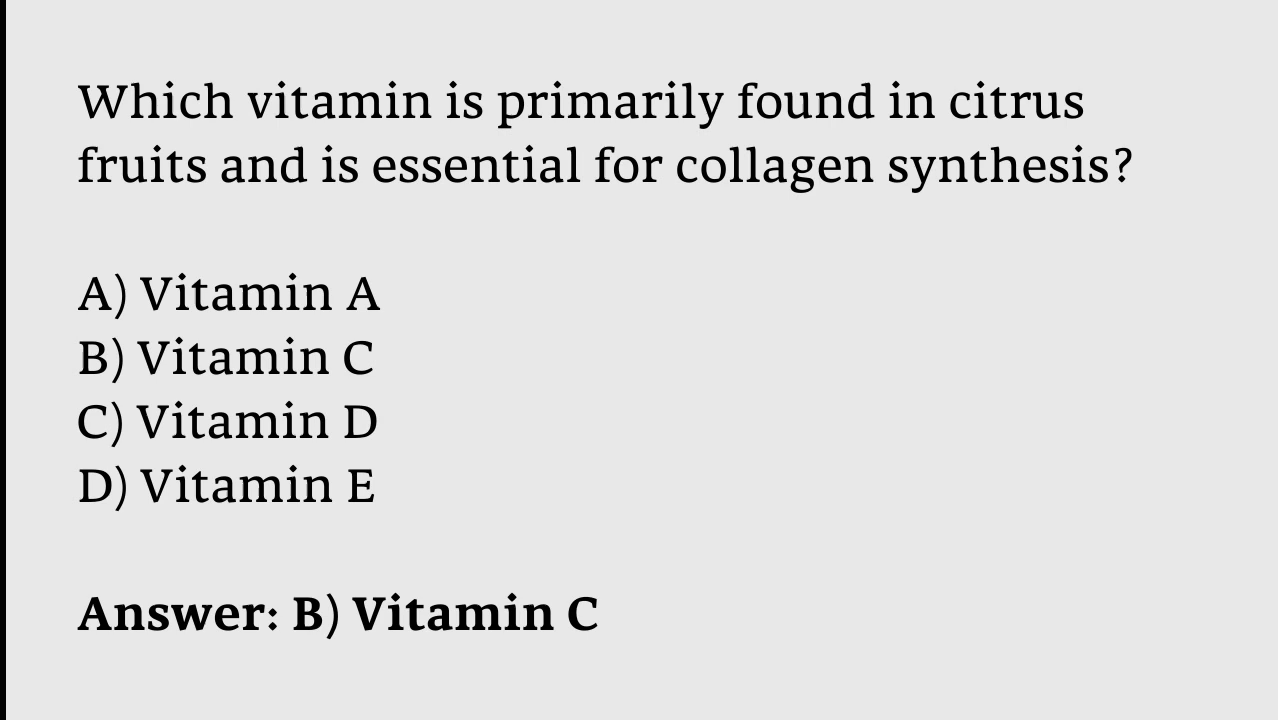 Which vitamin is primarily found in citrus
fruits and is essential for collagen synthesis?
A) Vitamin A
B) Vitamin C
C) Vitamin D
D) Vitamin E
Answer: B) Vitamin C